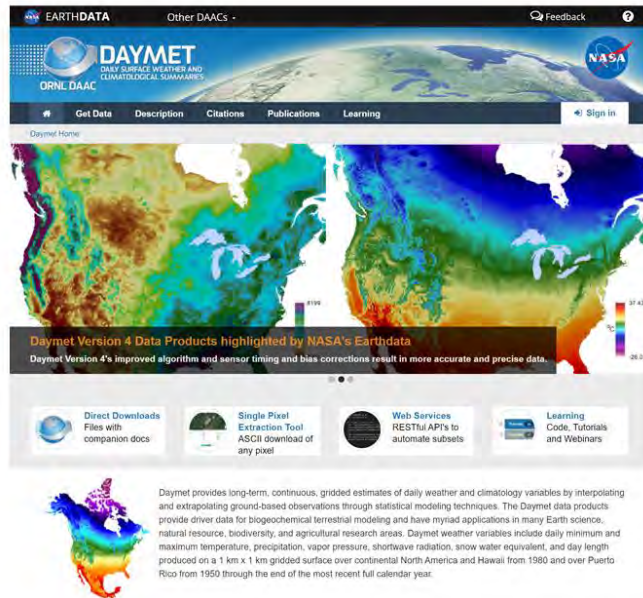 EARTHDATA Other DAACs Feedback
NASA
DAYMET
DAILY SURFACE WEATHER AND
CLIMATOLOGICAL SUMMARIES
ORNL DAAC
Get Data Description Citations Publications Learning Sign in
Daymet Home
Daymet Version 4 Data Products highlighted by NASA's Earthdata
Daymet Version 4's improved algorithm and sensor timing and bias corrections result in more accurate and precise data.
Direct Downloads
Files with
companion docs
Single Pixel
Extraction Tool
ASCII download of
any pixel
Web Services
RESTful API's to
automate subsets
Learning
Code, Tutorials
and Webinars
Daymet provides long-term, continuous, gridded estimates of daily weather and climatology variables by interpolating
and extrapolating ground-based observations through statistical modeling techniques. The Daymet data products
provide driver data for biogeochemical terrestrial modeling and have myriad applications in many Earth science,
natural resource, biodiversity, and agricultural research areas. Daymet weather variables include daily minimum and
maximum temperature, precipitation, vapor pressure, shortwave radiation, snow water equivalent, and day length
produced on a 1 km x 1 km gridded surface over continental North America and Hawaii from 1980 and over Puerto
Rico from 1950 through the end of the most recent full calendar year.